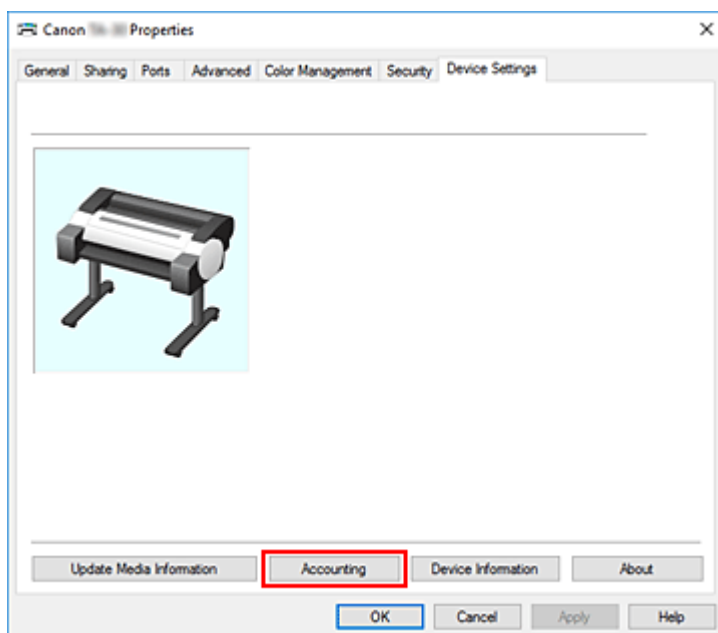 Canon Properties
General Sharing Ports Advanced Color Management Security Device Settings
Update Media Information Accounting Device Information About
OK Cancel Apply Help